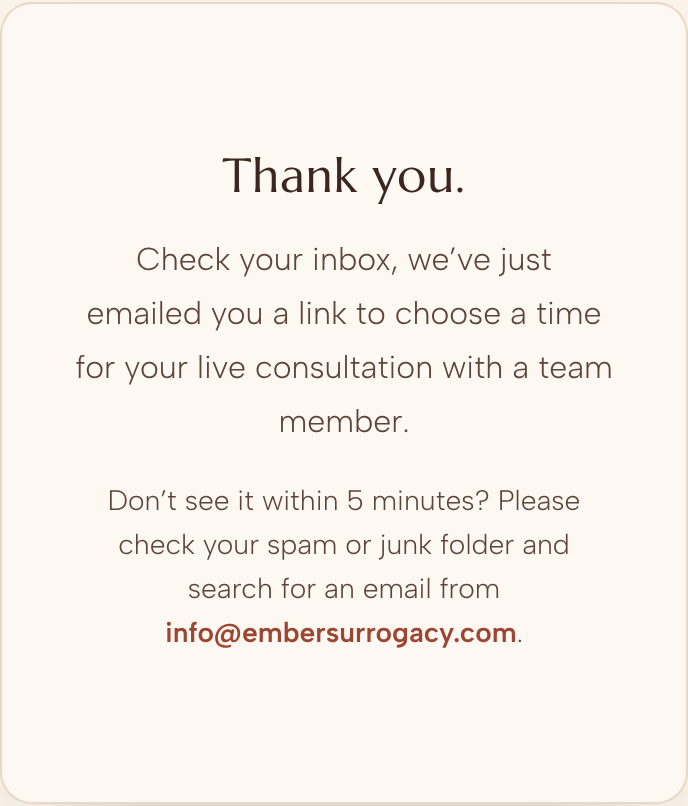 Thank you.
Check your inbox, we’ve just
emailed you a link to choose a time
for your live consultation with a team
member.
Don’t see it within 5 minutes? Please
check your spam or junk folder and
search for an email from
info@embersurrogacy.com.